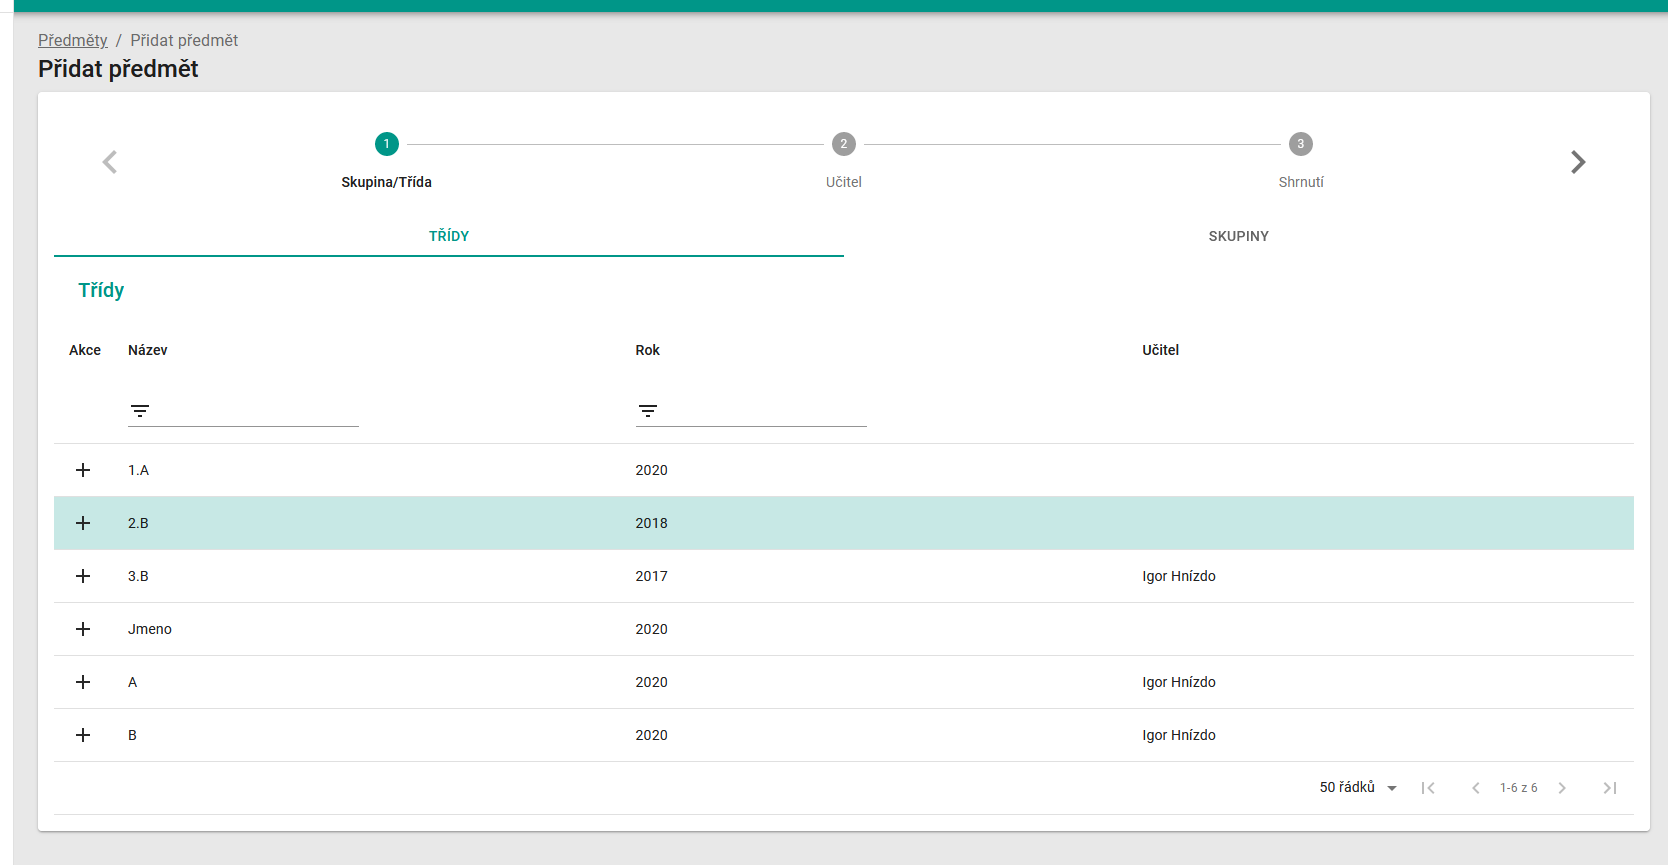 Předměty / Přidat předmět
Přidat předmět
1 2 3
Skupina/Třída Učitel Shrnutí
TŘÍDY SKUPINY
Třídy
Akce Název Rok Učitel
1.A 2020
2.B 2018
3.B 2017 Igor Hnízdo
Jmeno 2020
A 2020 Igor Hnízdo
B 2020 Igor Hnízdo
50 řádků 1-6 z 6